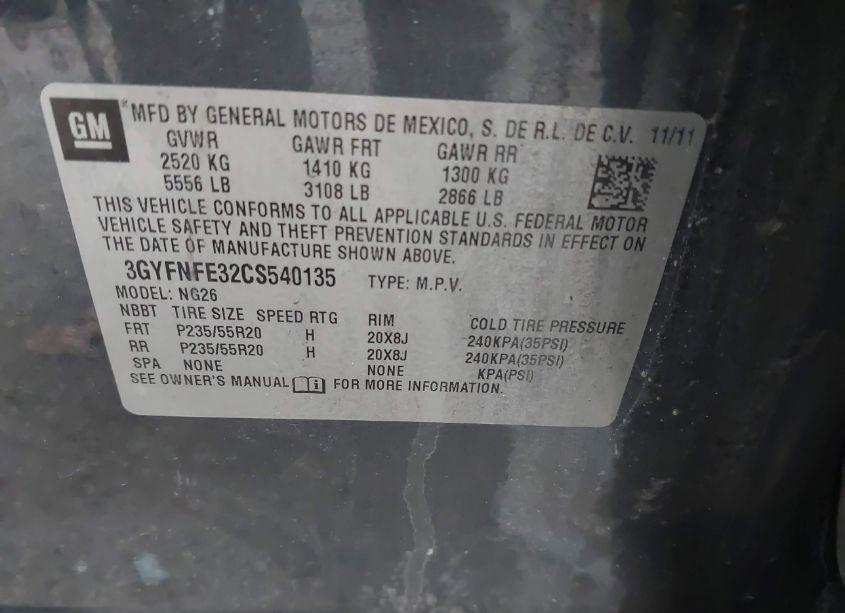 GM
*MFD BY GENERAL MOTORS DE MEXICO, S. DE R.L. DE C.V. 11/11
GVWR GAWR FRT GAWR RR
2520 KG 1410 KG 1300 KG
5556 LB 3108 LB 2866 LB
THIS VEHICLE CONFORMS TO ALL APPLICABLE U.S. FEDERAL MOTOR
VEHICLE SAFETY AND THEFT PREVENTION STANDARDS IN EFFECT ON
THE DATE OF MANUFACTURE SHOWN ABOVE.
3GYFNFE32CS540135 TYPE: M.P.V.
MODEL: NG26
NBBT TIRE SIZE SPEED RTG RIM COLD TIRE PRESSURE
FRT P235/55R20 H 20X8J 240KPA(35PSI)
RR P235/55R20 H 20X8J 240KPA(35PSI)
SPA NONE NONE KPA(PSI)
SEE OWNER'S MANUAL FOR MORE INFORMATION.